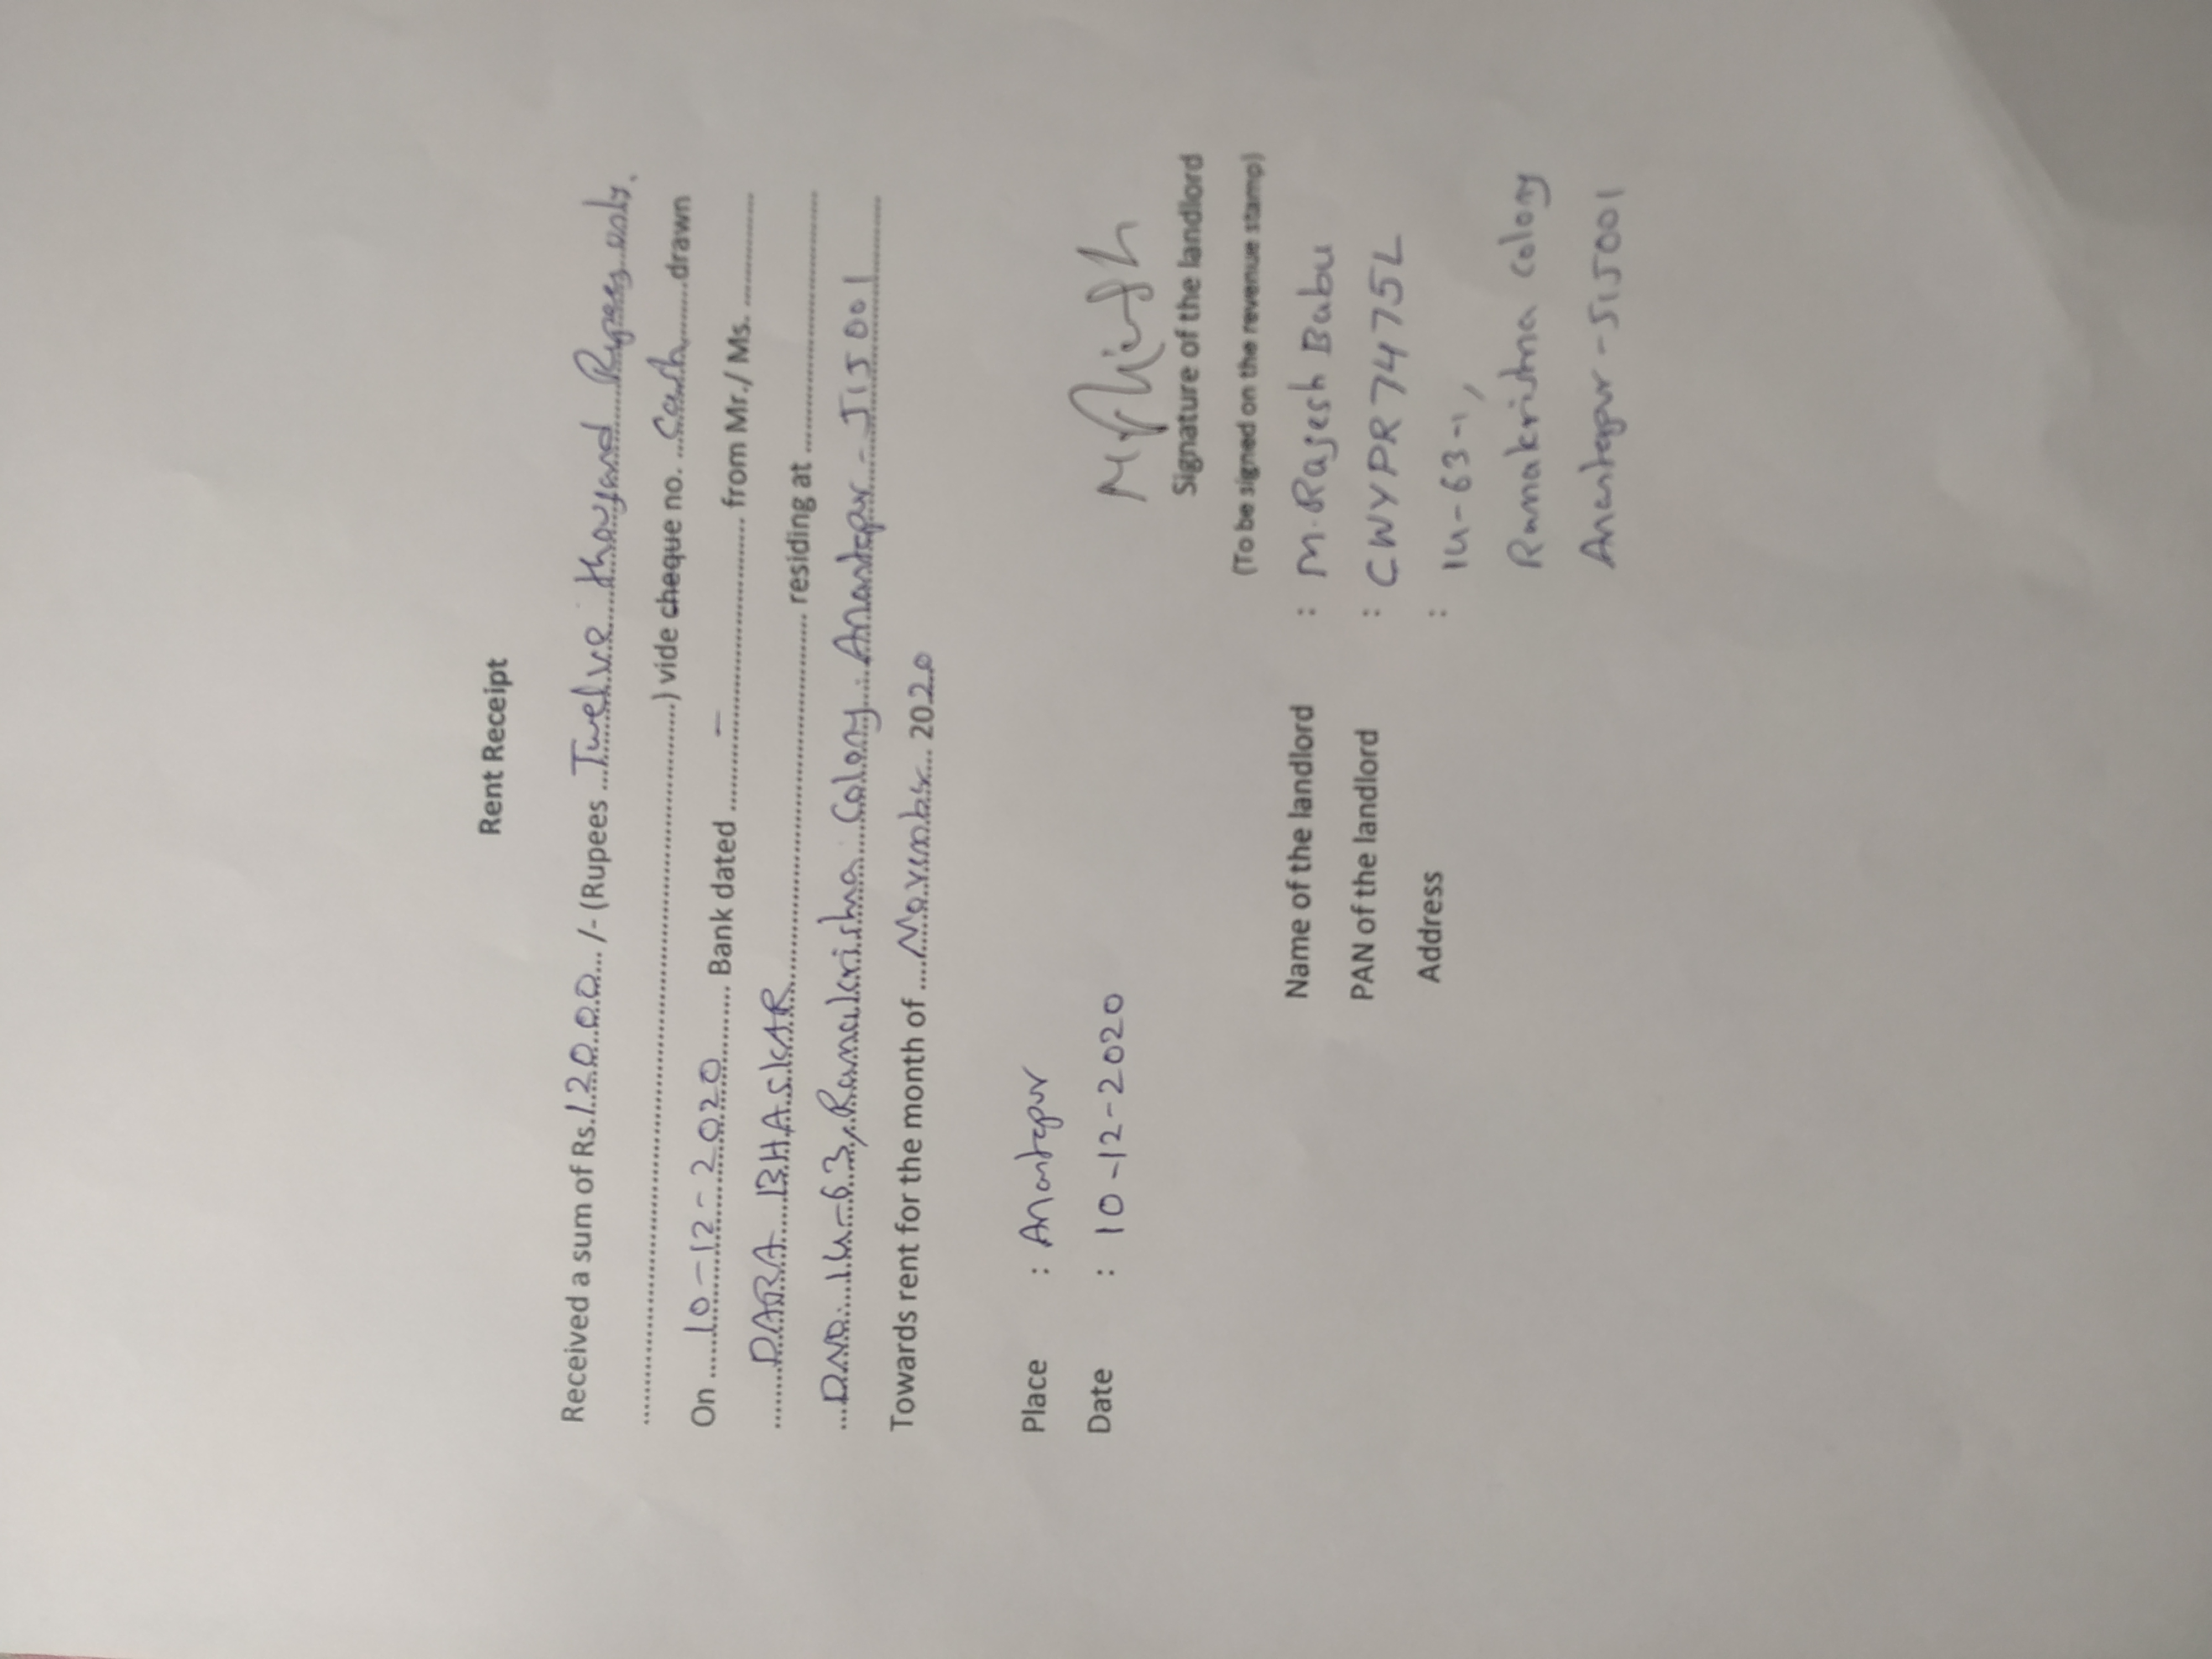 Rent Receipt
Received a sum of Rs.12000 /- (Rupees Twelve thousand Rupees only.
) vide cheque no. Cash drawn
On 10-12-2020 Bank dated — from Mr./ Ms.
DARA BHASKAR residing at
DNO: 14-63, Ramakrishna Colony. Anantapur - 515001
Towards rent for the month of November 2020
Place : Anantapur
Date : 10-12-2020
Signature of the landlord
(To be signed on the revenue stamp)
Name of the landlord : M. Rajesh Babu
PAN of the landlord : CWYPR7475L
Address : 14-63-1,
Ramakrishna Colony
Anantapur - 515001